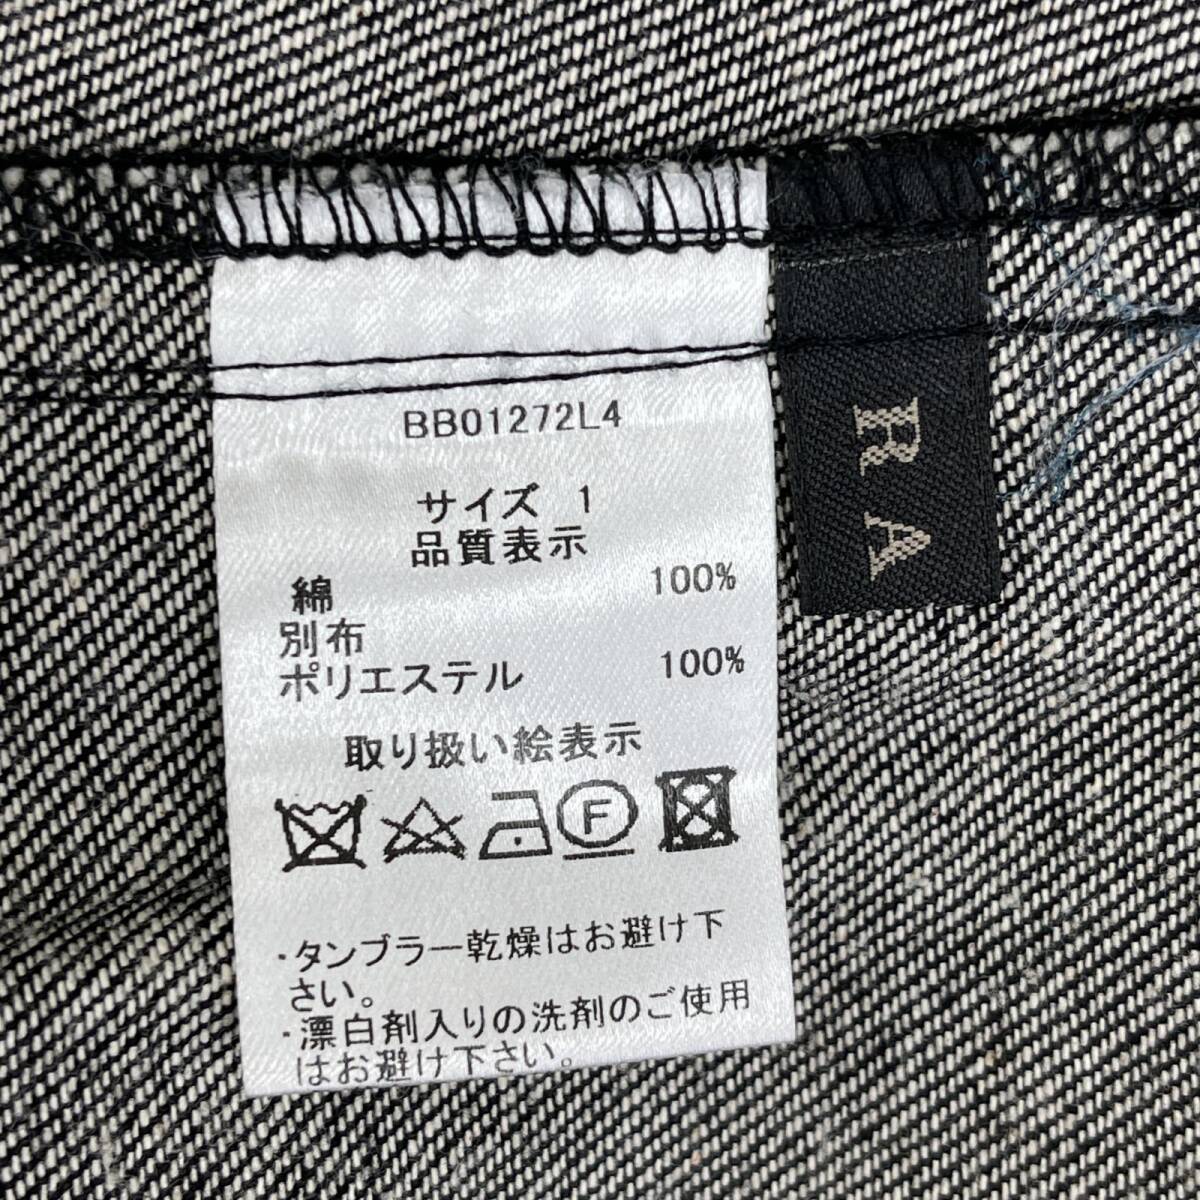 BB01272L4
サイズ 1
品質表示
綿 100%
別布
ポリエステル 100%
取り扱い絵表示
F
・タンブラー乾燥はお避け下
さい。
・漂白剤入りの洗剤のご使用
はお避け下さい。
RA